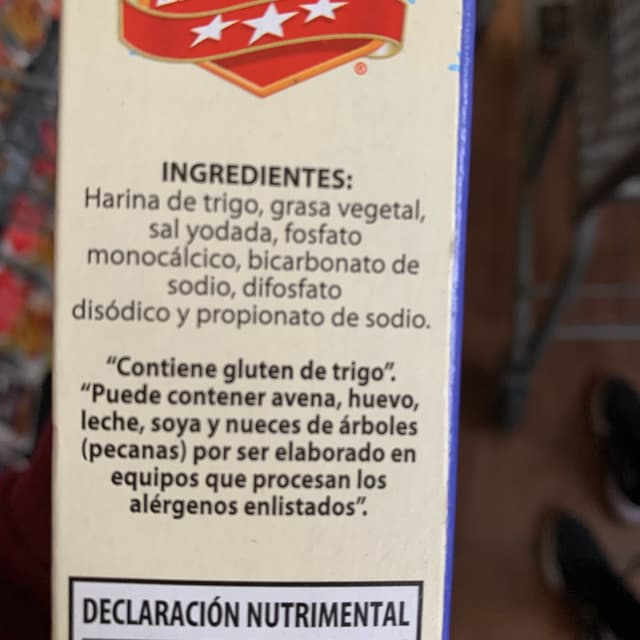 ®
INGREDIENTES:
Harina de trigo, grasa vegetal,
sal yodada, fosfato
monocálcico, bicarbonato de
sodio, difosfato
disódico y propionato de sodio.
“Contiene gluten de trigo”.
“Puede contener avena, huevo,
leche, soya y nueces de árboles
(pecanas) por ser elaborado en
equipos que procesan los
alérgenos enlistados”.
DECLARACIÓN NUTRIMENTAL